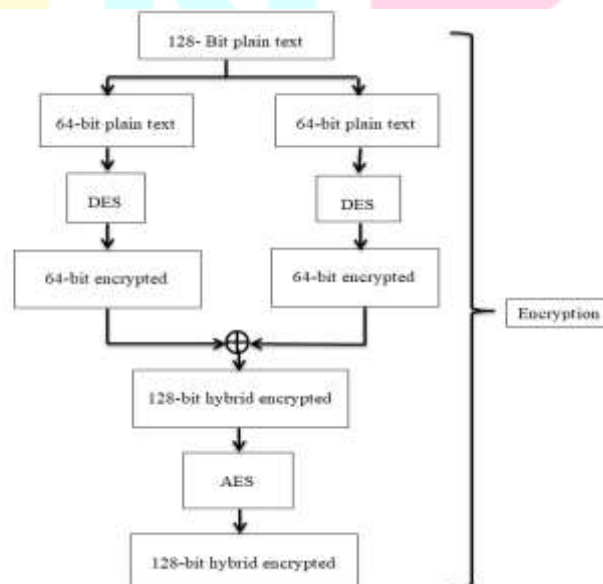 128- Bit plain text
64-bit plain text
64-bit plain text
DES
DES
64-bit encrypted
64-bit encrypted
Encryption
128-bit hybrid encrypted
AES
128-bit hybrid encrypted